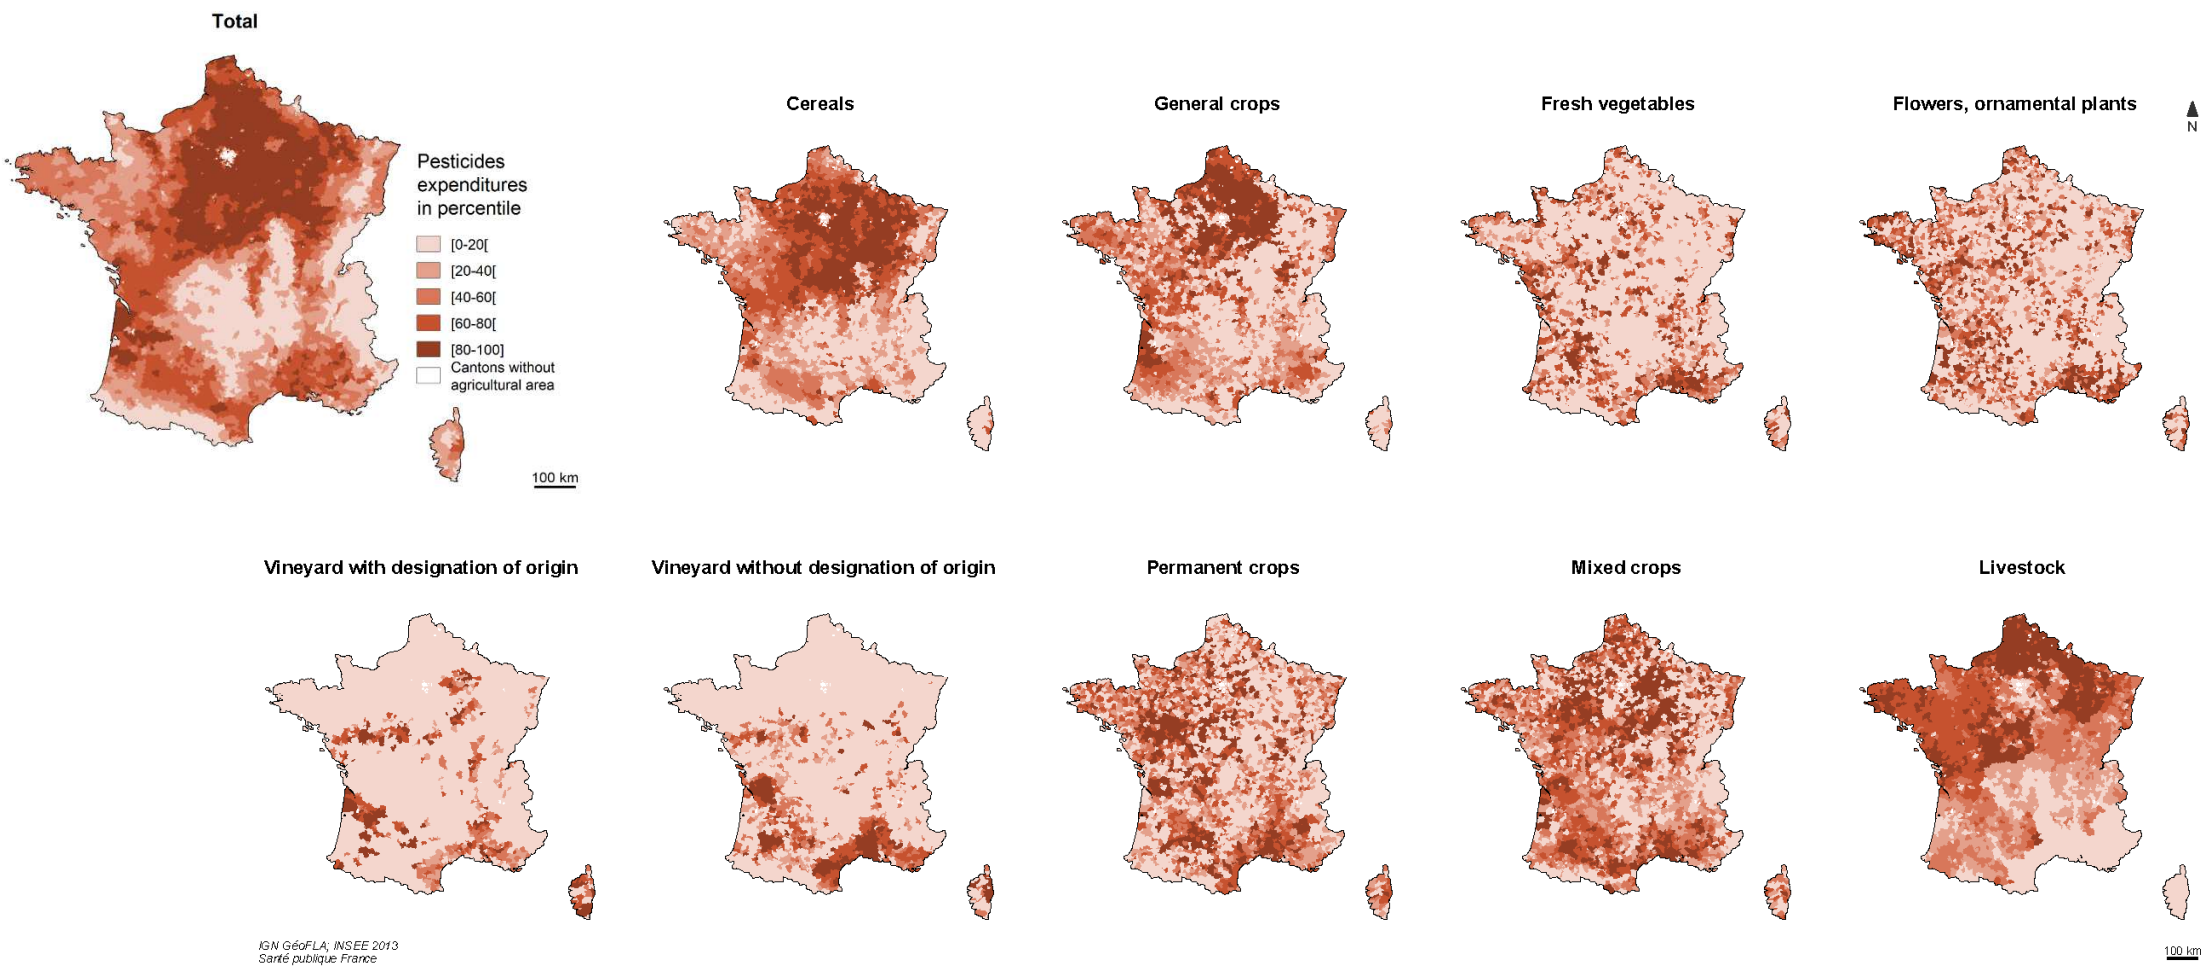 Total
Pesticides
expenditures
in percentile
[0-20[
[20-40[
[40-60[
[60-80[
[80-100]
Cantons without
agricultural area
100 km
Cereals
General crops
Fresh vegetables
Flowers, ornamental plants
N
Vineyard with designation of origin
Vineyard without designation of origin
Permanent crops
Mixed crops
Livestock
IGN GéoFLA; INSEE 2013
Santé publique France
100 km